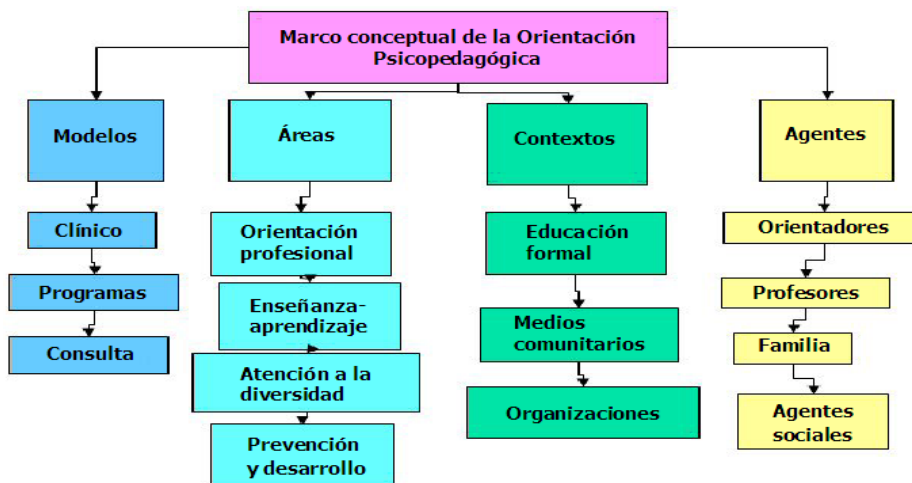 Marco conceptual de la Orientación
Psicopedagógica
Modelos
Áreas
Contextos
Agentes
Clínico
Programas
Consulta
Orientación
profesional
Enseñanza-
aprendizaje
Atención a la
diversidad
Prevención
y desarrollo
Educación
formal
Medios
comunitarios
Organizaciones
Orientadores
Profesores
Familia
Agentes
sociales